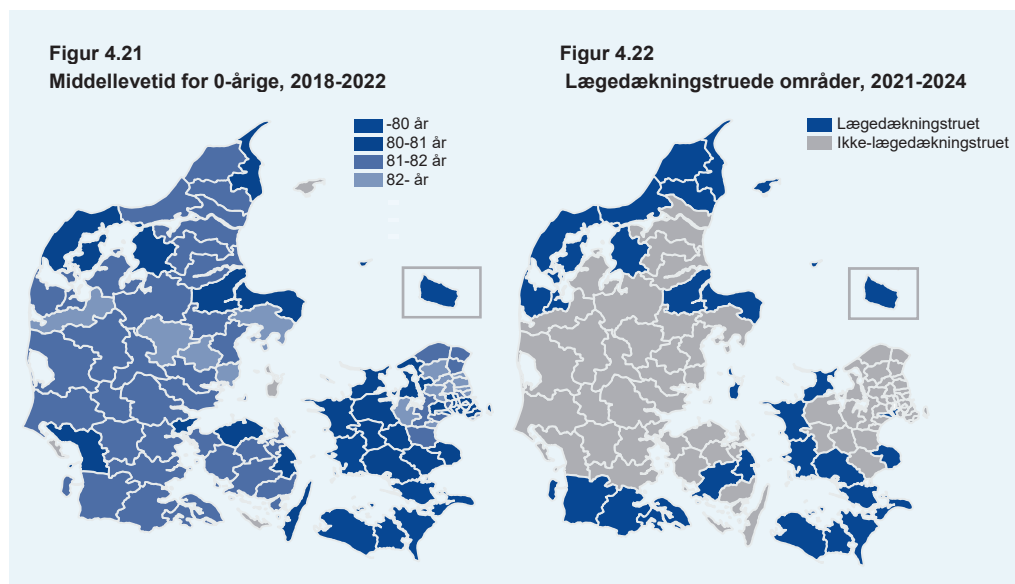 Figur 4.21
Middellevetid for 0-årige, 2018-2022
-80 år
80-81 år
81-82 år
82- år
Figur 4.22
Lægedækningstruede områder, 2021-2024
Lægedækningstruet
Ikke-lægedækningstruet